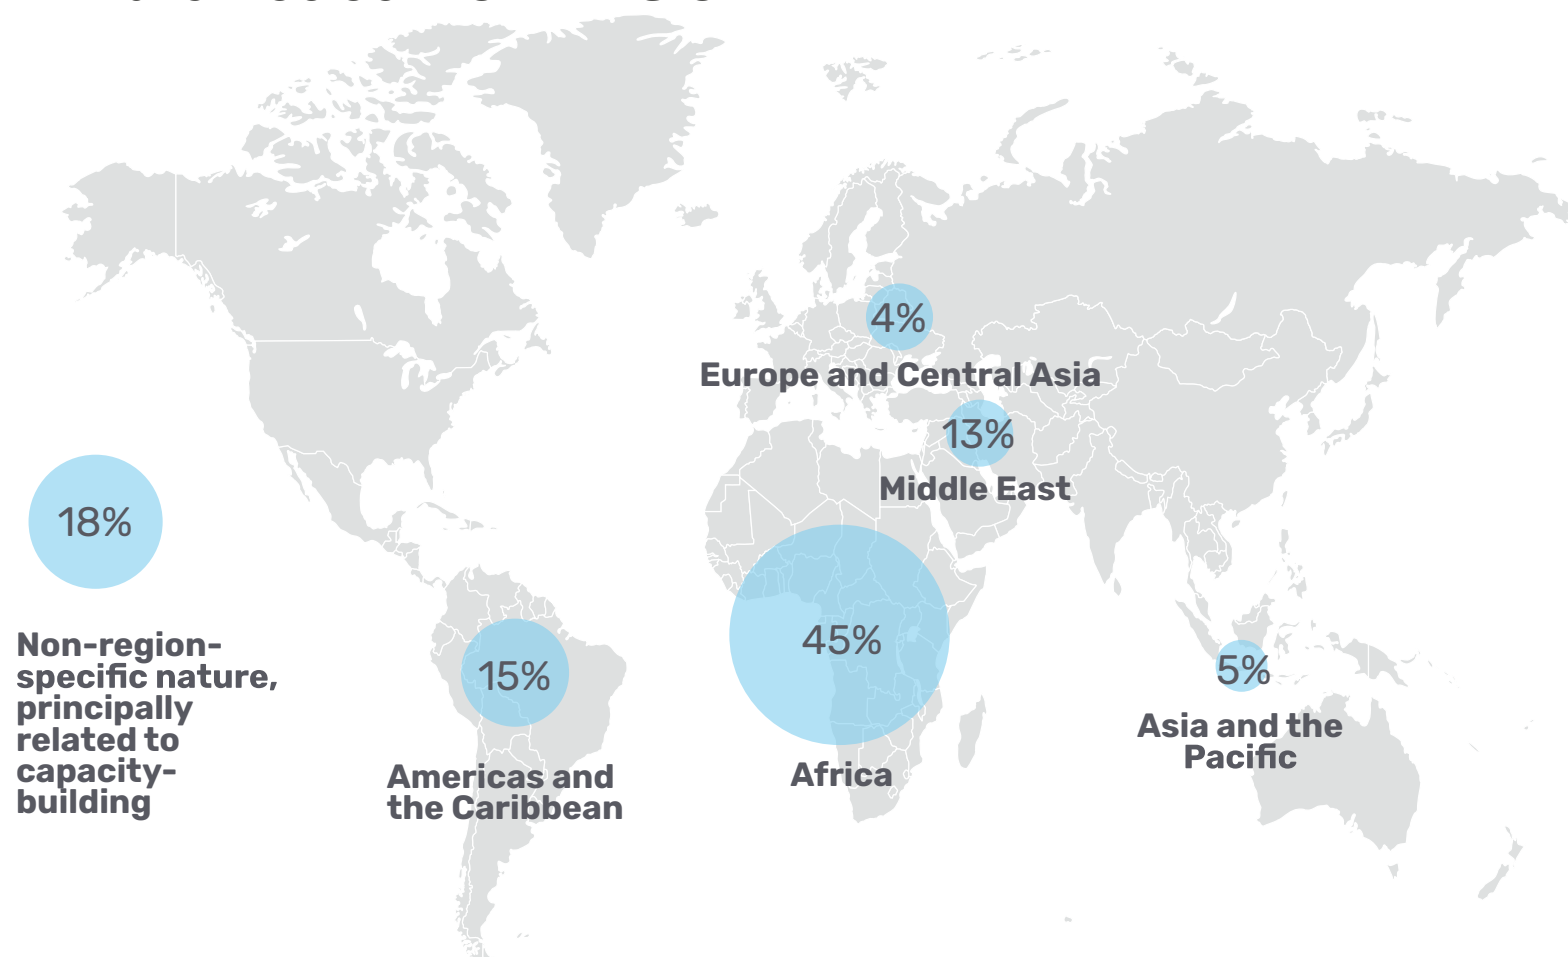 4%
Europe and Central Asia
13%
Middle East
18%
45%
15%
5%
Non-region-
specific nature,
principally
related to
capacity-
building
Americas and
the Caribbean
Africa
Asia and the
Pacific